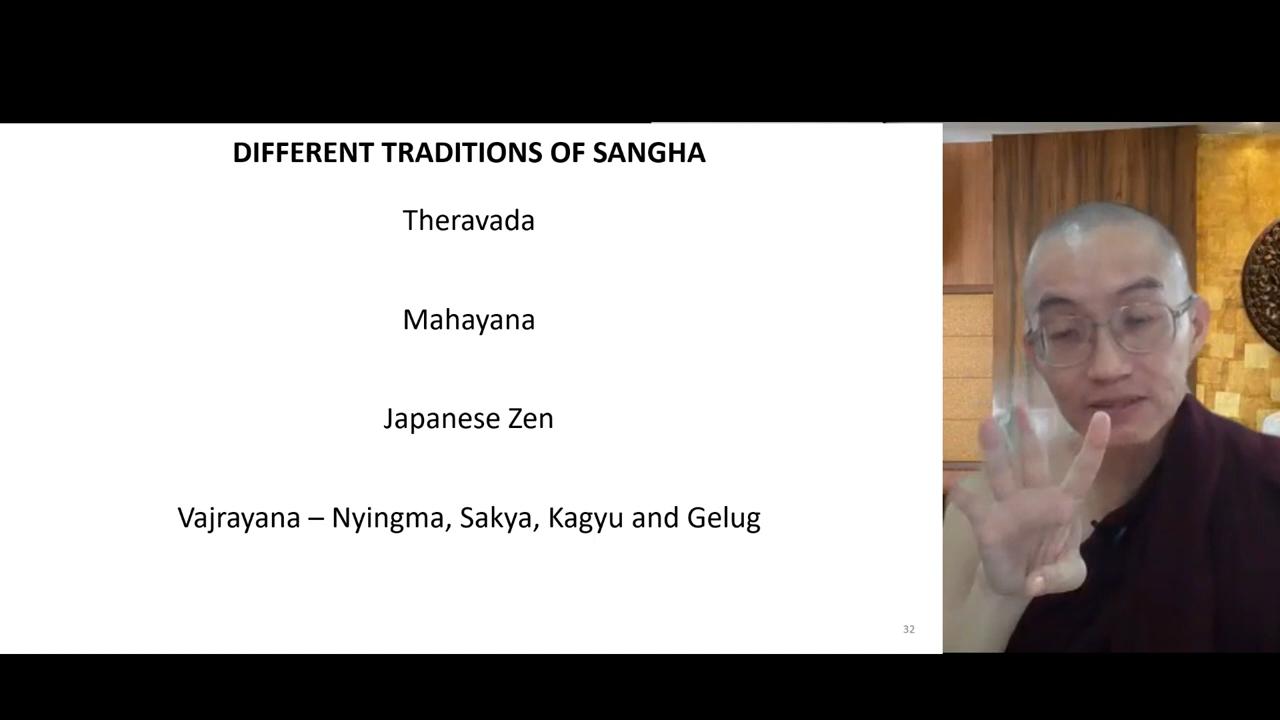 DIFFERENT TRADITIONS OF SANGHA
Theravada
Mahayana
Japanese Zen
Vajrayana – Nyingma, Sakya, Kagyu and Gelug
32